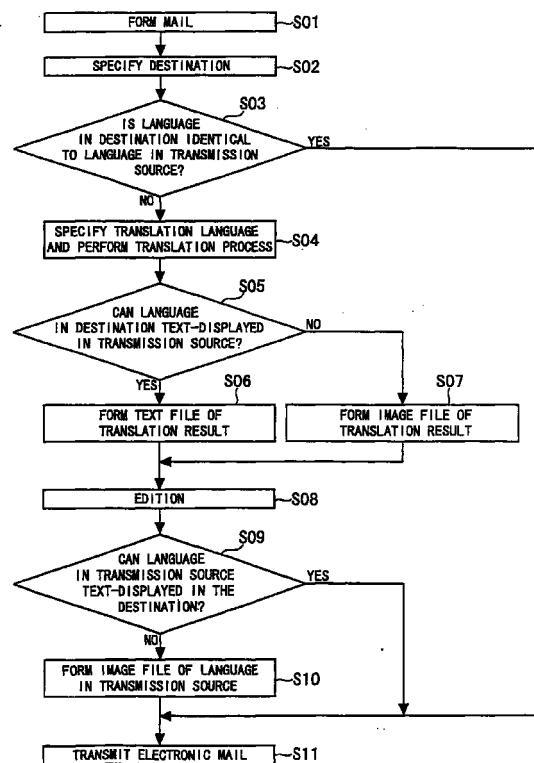 FORM MAIL
S01
SPECIFY DESTINATION
S02
S03
IS LANGUAGE
IN DESTINATION IDENTICAL
TO LANGUAGE IN TRANSMISSION
SOURCE?
YES
NO
SPECIFY TRANSLATION LANGUAGE
AND PERFORM TRANSLATION PROCESS
S04
S05
CAN LANGUAGE
IN DESTINATION TEXT-DISPLAYED
IN TRANSMISSION SOURCE?
NO
YES
S06
S07
FORM TEXT FILE OF
TRANSLATION RESULT
FORM IMAGE FILE OF
TRANSLATION RESULT
EDITION
S08
S09
CAN LANGUAGE
IN TRANSMISSION SOURCE
TEXT-DISPLAYED IN THE
DESTINATION?
YES
NO
FORM IMAGE FILE OF LANGUAGE
IN TRANSMISSION SOURCE
S10
TRANSMIT ELECTRONIC MAIL
S11